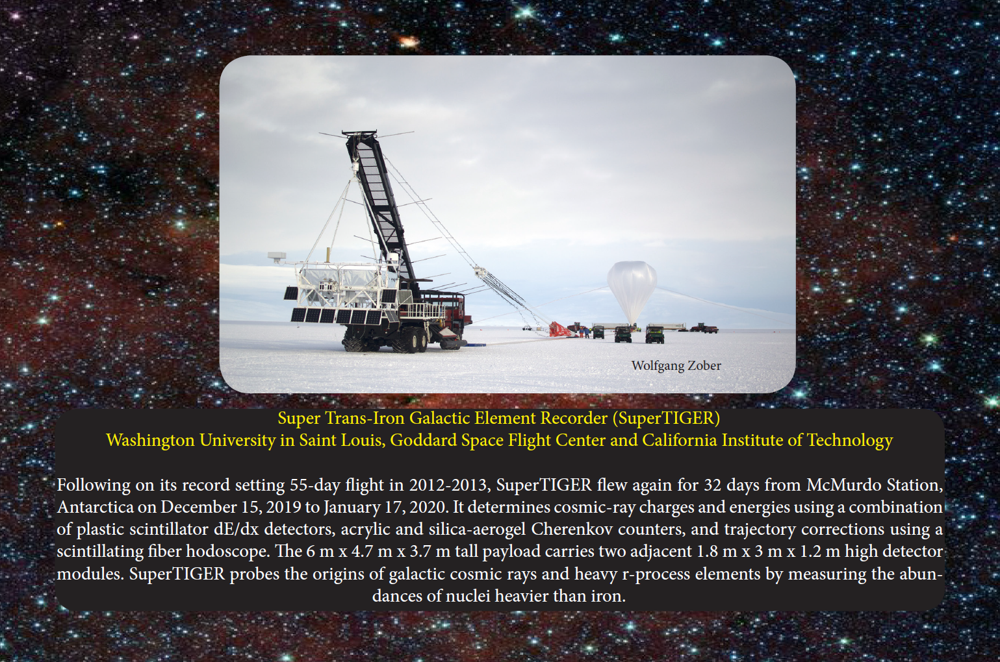 Wolfgang Zober
Super Trans-Iron Galactic Element Recorder (SuperTIGER)
Washington University in Saint Louis, Goddard Space Flight Center and California Institute of Technology
Following on its record setting 55-day flight in 2012-2013, SuperTIGER flew again for 32 days from McMurdo Station,
Antarctica on December 15, 2019 to January 17, 2020. It determines cosmic-ray charges and energies using a combination
of plastic scintillator dE/dx detectors, acrylic and silica-aerogel Cherenkov counters, and trajectory corrections using a
scintillating fiber hodoscope. The 6 m x 4.7 m x 3.7 m tall payload carries two adjacent 1.8 m x 3 m x 1.2 m high detector
modules. SuperTIGER probes the origins of galactic cosmic rays and heavy r-process elements by measuring the abun-
dances of nuclei heavier than iron.